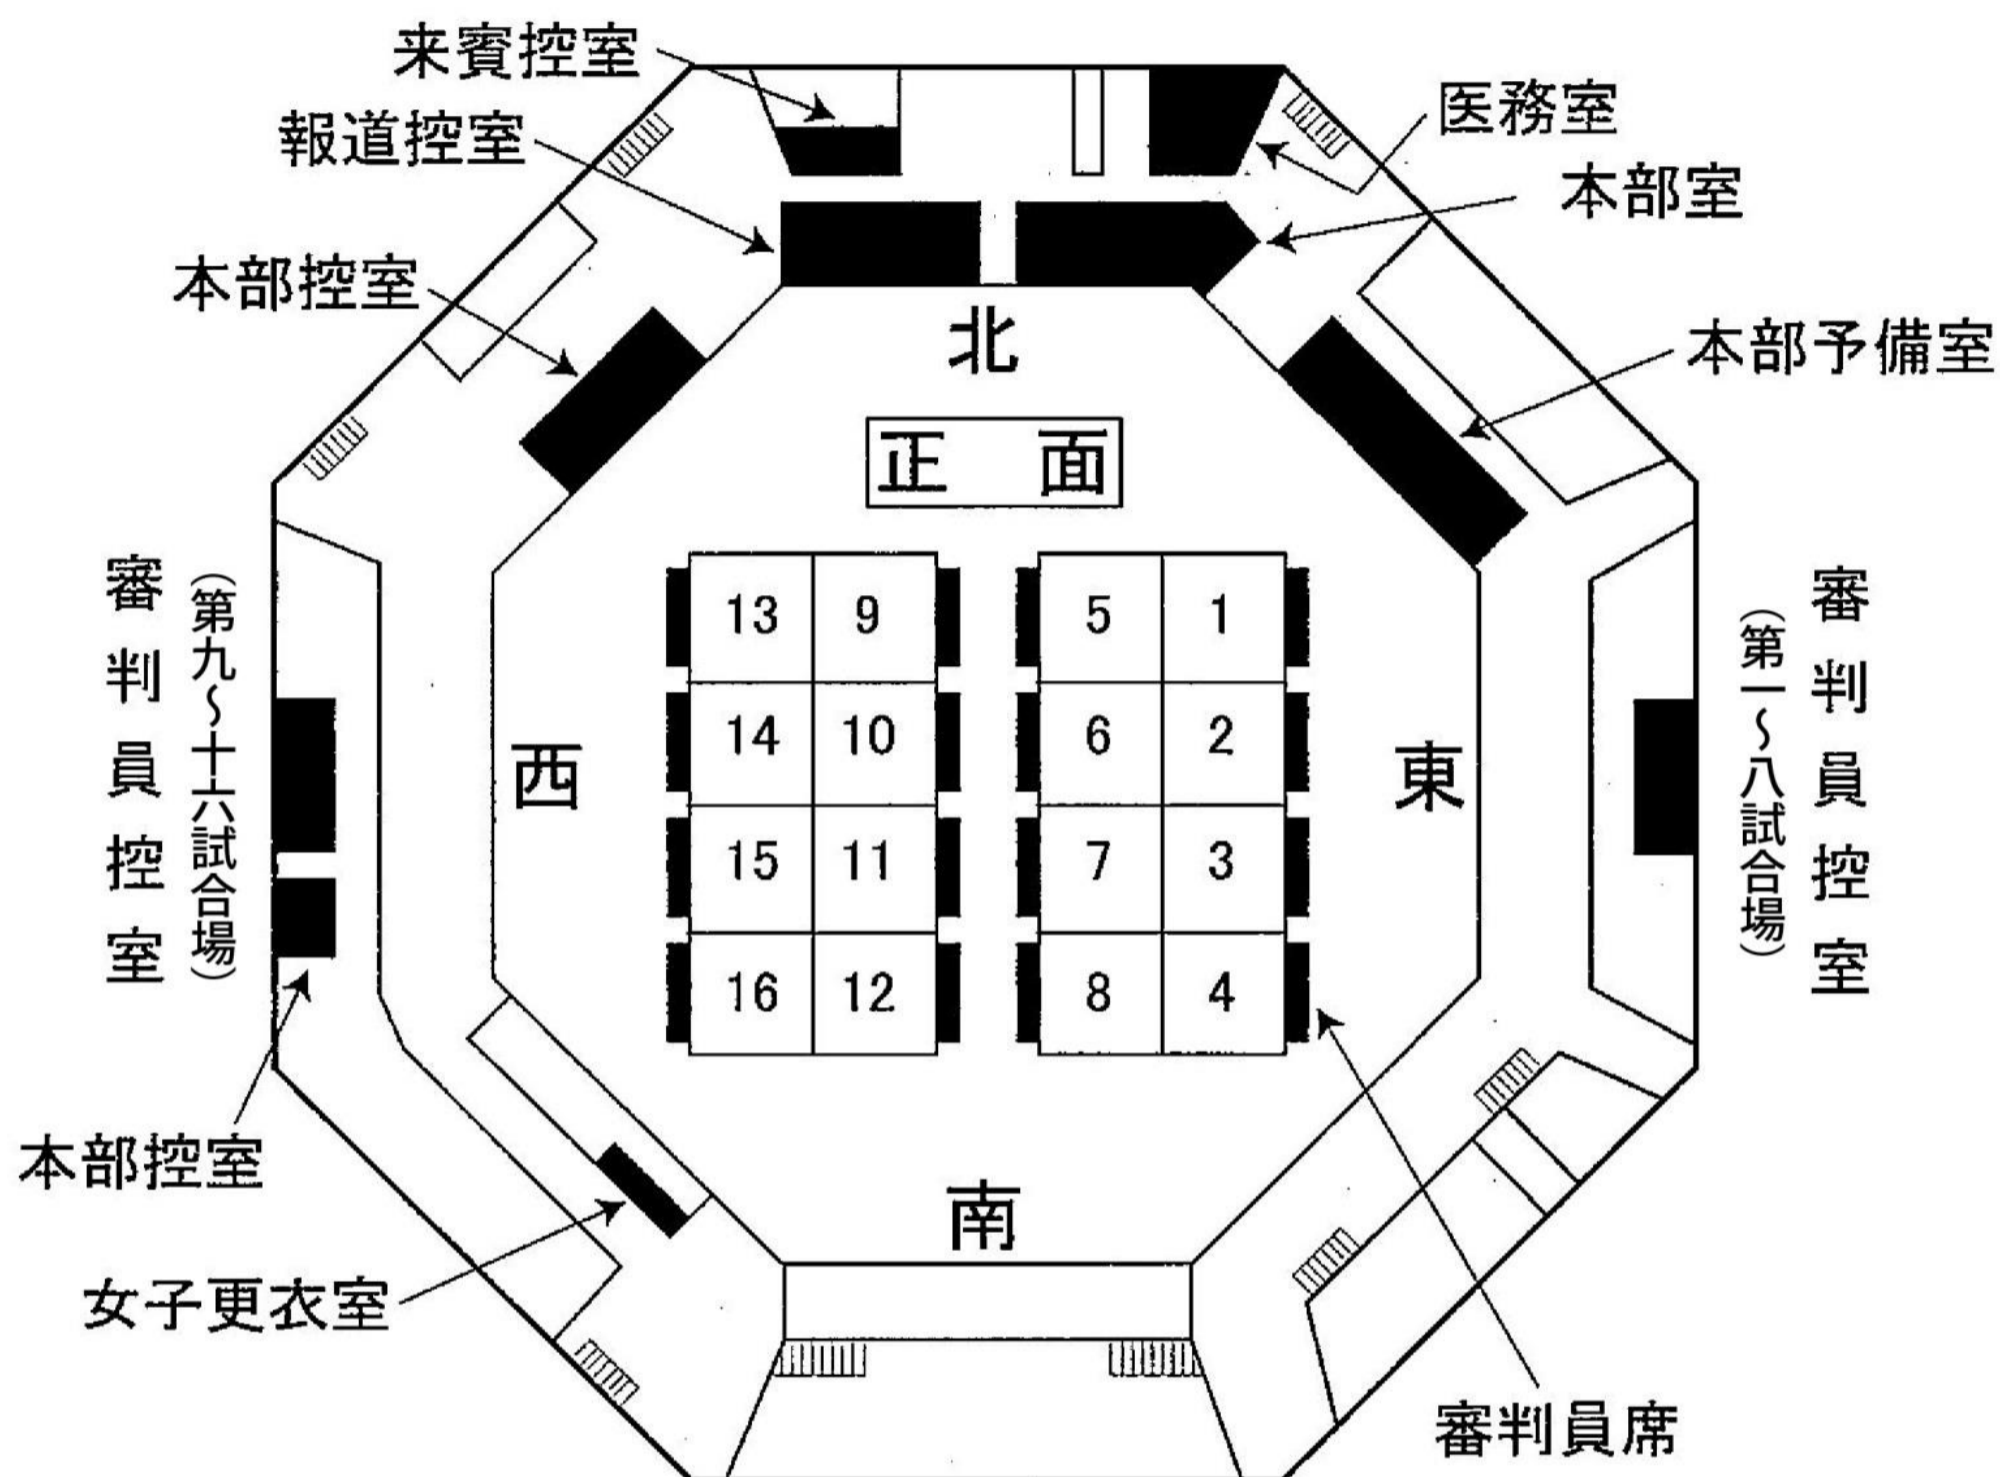 来賓控室
報道控室
医務室
本部室
本部控室
北
本部予備室
正 面
審判員控室
（第九～十六試合場）
13 9 5 1
14 10 6 2
15 11 7 3
16 12 8 4
西
東
（第一～八試合場）
審判員控室
本部控室
南
女子更衣室
審判員席